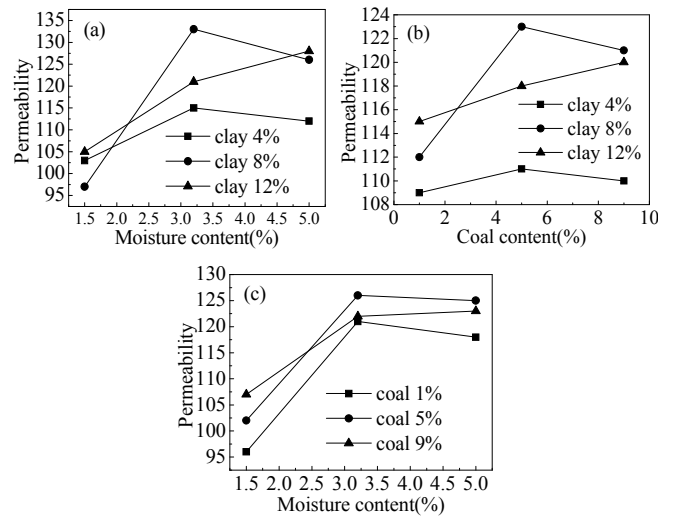 (a)
Permeability
135
130
125
120
115
110
105
100
95
clay 4%
clay 8%
clay 12%
1.5 2.0 2.5 3.0 3.5 4.0 4.5 5.0
Moisture content(%)
(b)
Permeability
124
122
120
118
116
114
112
110
108
clay 4%
clay 8%
clay 12%
0 2 4 6 8 10
Coal content(%)
(c)
Permeability
130
125
120
115
110
105
100
95
coal 1%
coal 5%
coal 9%
1.5 2.0 2.5 3.0 3.5 4.0 4.5 5.0
Moisture content(%)